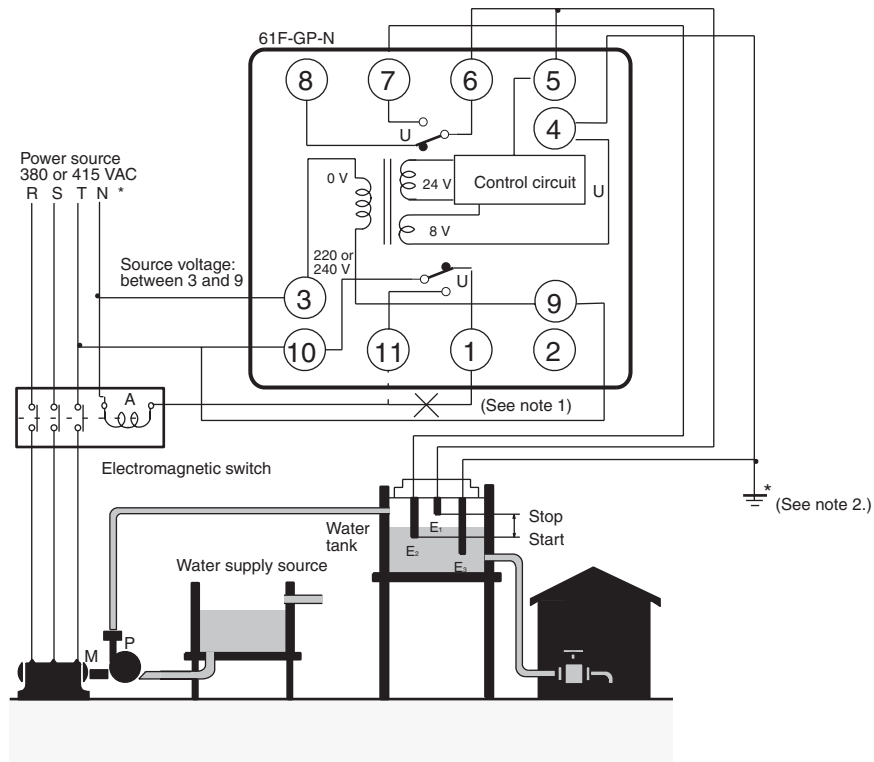 61F-GP-N
8
7
6
5
4
U
Power source
380 or 415 VAC
R S T N *
0 V
24 V
Control circuit
U
8 V
220 or
240 V
Source voltage:
between 3 and 9
U
3
9
10
11
1
2
A
(See note 1)
Electromagnetic switch
*
(See note 2.)
Stop
Start
Water
tank
E₁
E₂
E₃
Water supply source
P
M